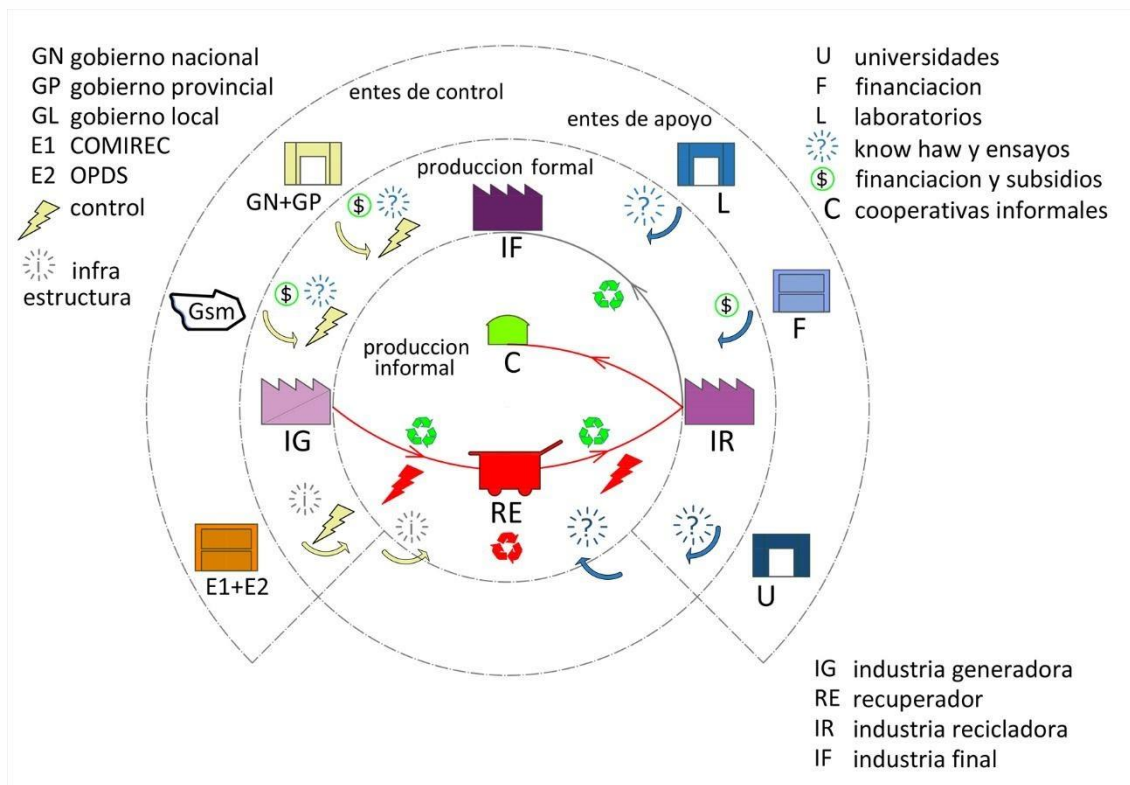 GN gobierno nacional
GP gobierno provincial
GL gobierno local
E1 COMIREC
E2 OPDS
control
i infra
estructura
entes de control
entes de apoyo
U universidades
F financiacion
L laboratorios
? know haw y ensayos
$ financiacion y subsidios
C cooperativas informales
produccion formal
GN+GP
$ ?
IF
?
L
Gsm
$ ?
$
F
produccion
informal
C
IG
IR
RE
i
i
?
?
E1+E2
U
IG industria generadora
RE recuperador
IR industria recicladora
IF industria final